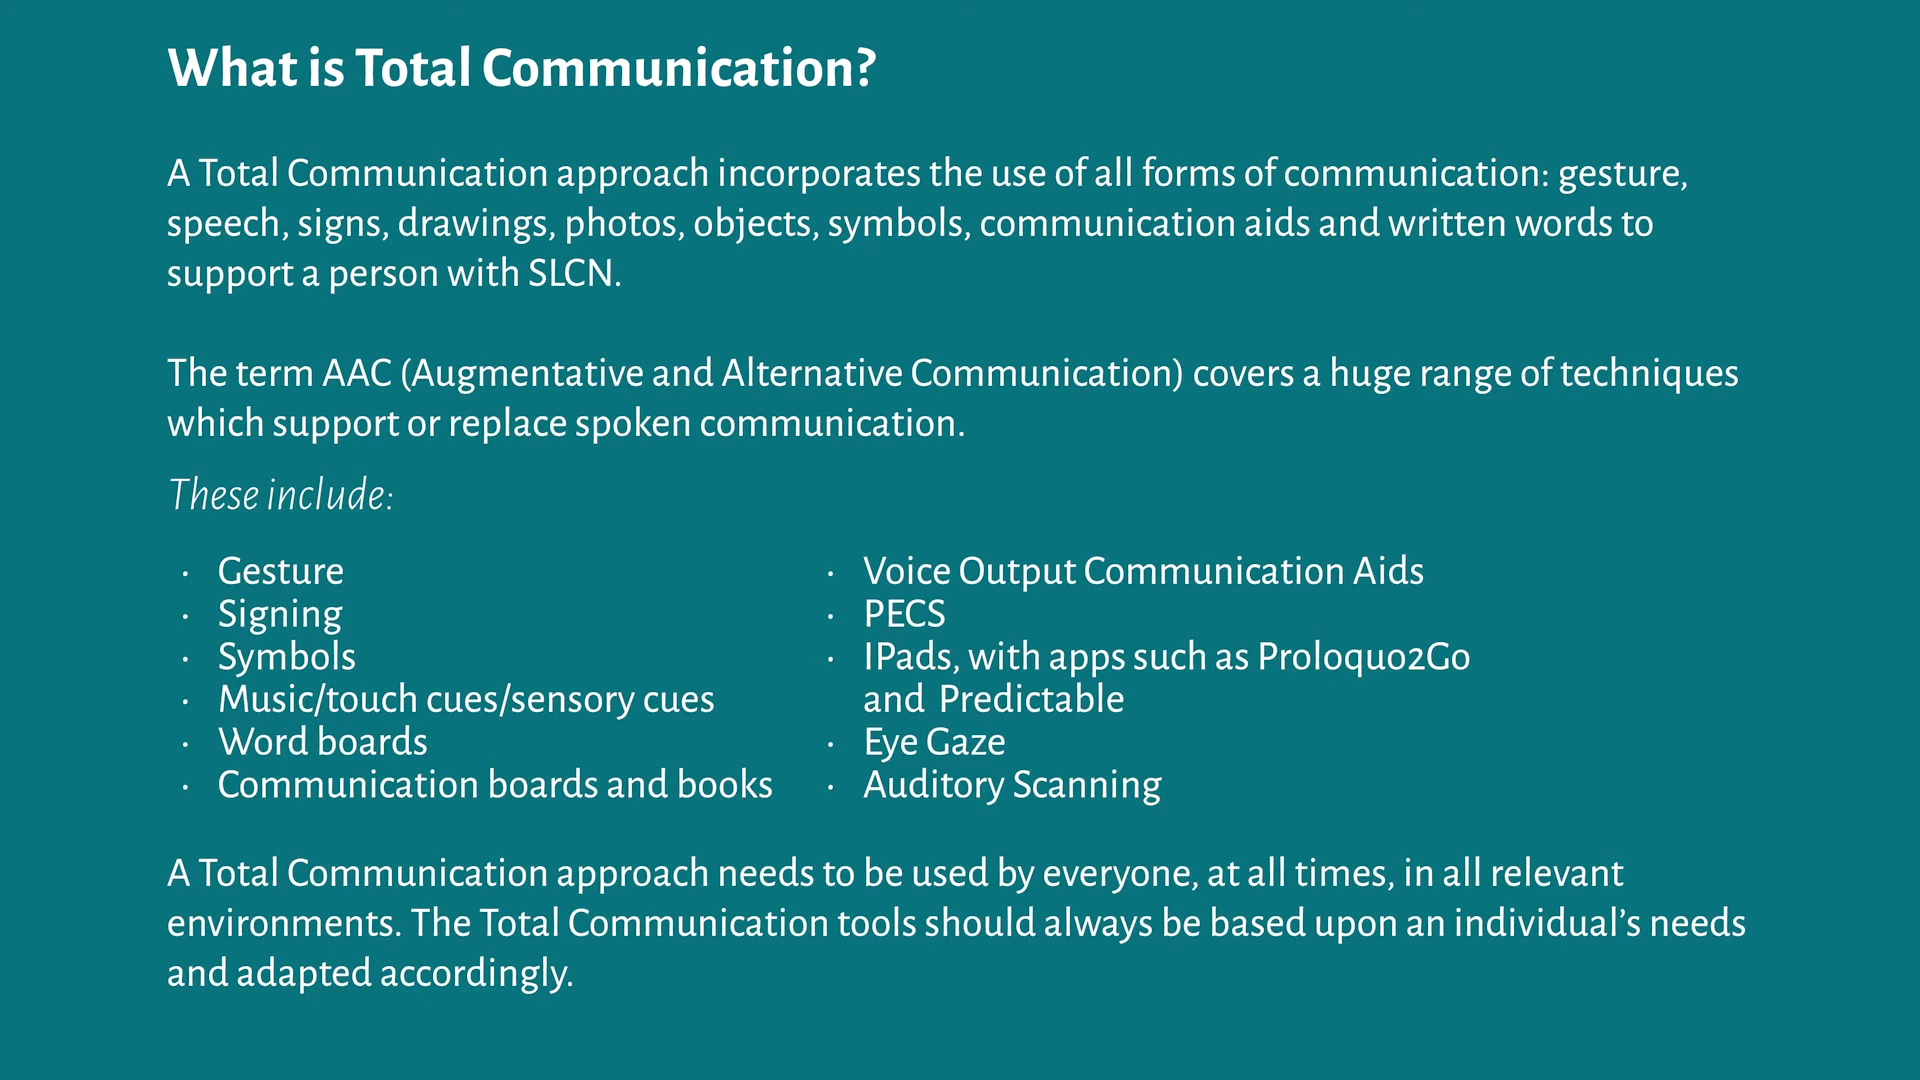 What is Total Communication?
A Total Communication approach incorporates the use of all forms of communication: gesture,
speech, signs, drawings, photos, objects, symbols, communication aids and written words to
support a person with SLCN.
The term AAC (Augmentative and Alternative Communication) covers a huge range of techniques
which support or replace spoken communication.
These include:
· Gesture
· Signing
· Symbols
· Music/touch cues/sensory cues
· Word boards
· Communication boards and books
· Voice Output Communication Aids
· PECS
· IPads, with apps such as Proloquo2Go
and Predictable
· Eye Gaze
· Auditory Scanning
A Total Communication approach needs to be used by everyone, at all times, in all relevant
environments. The Total Communication tools should always be based upon an individual’s needs
and adapted accordingly.